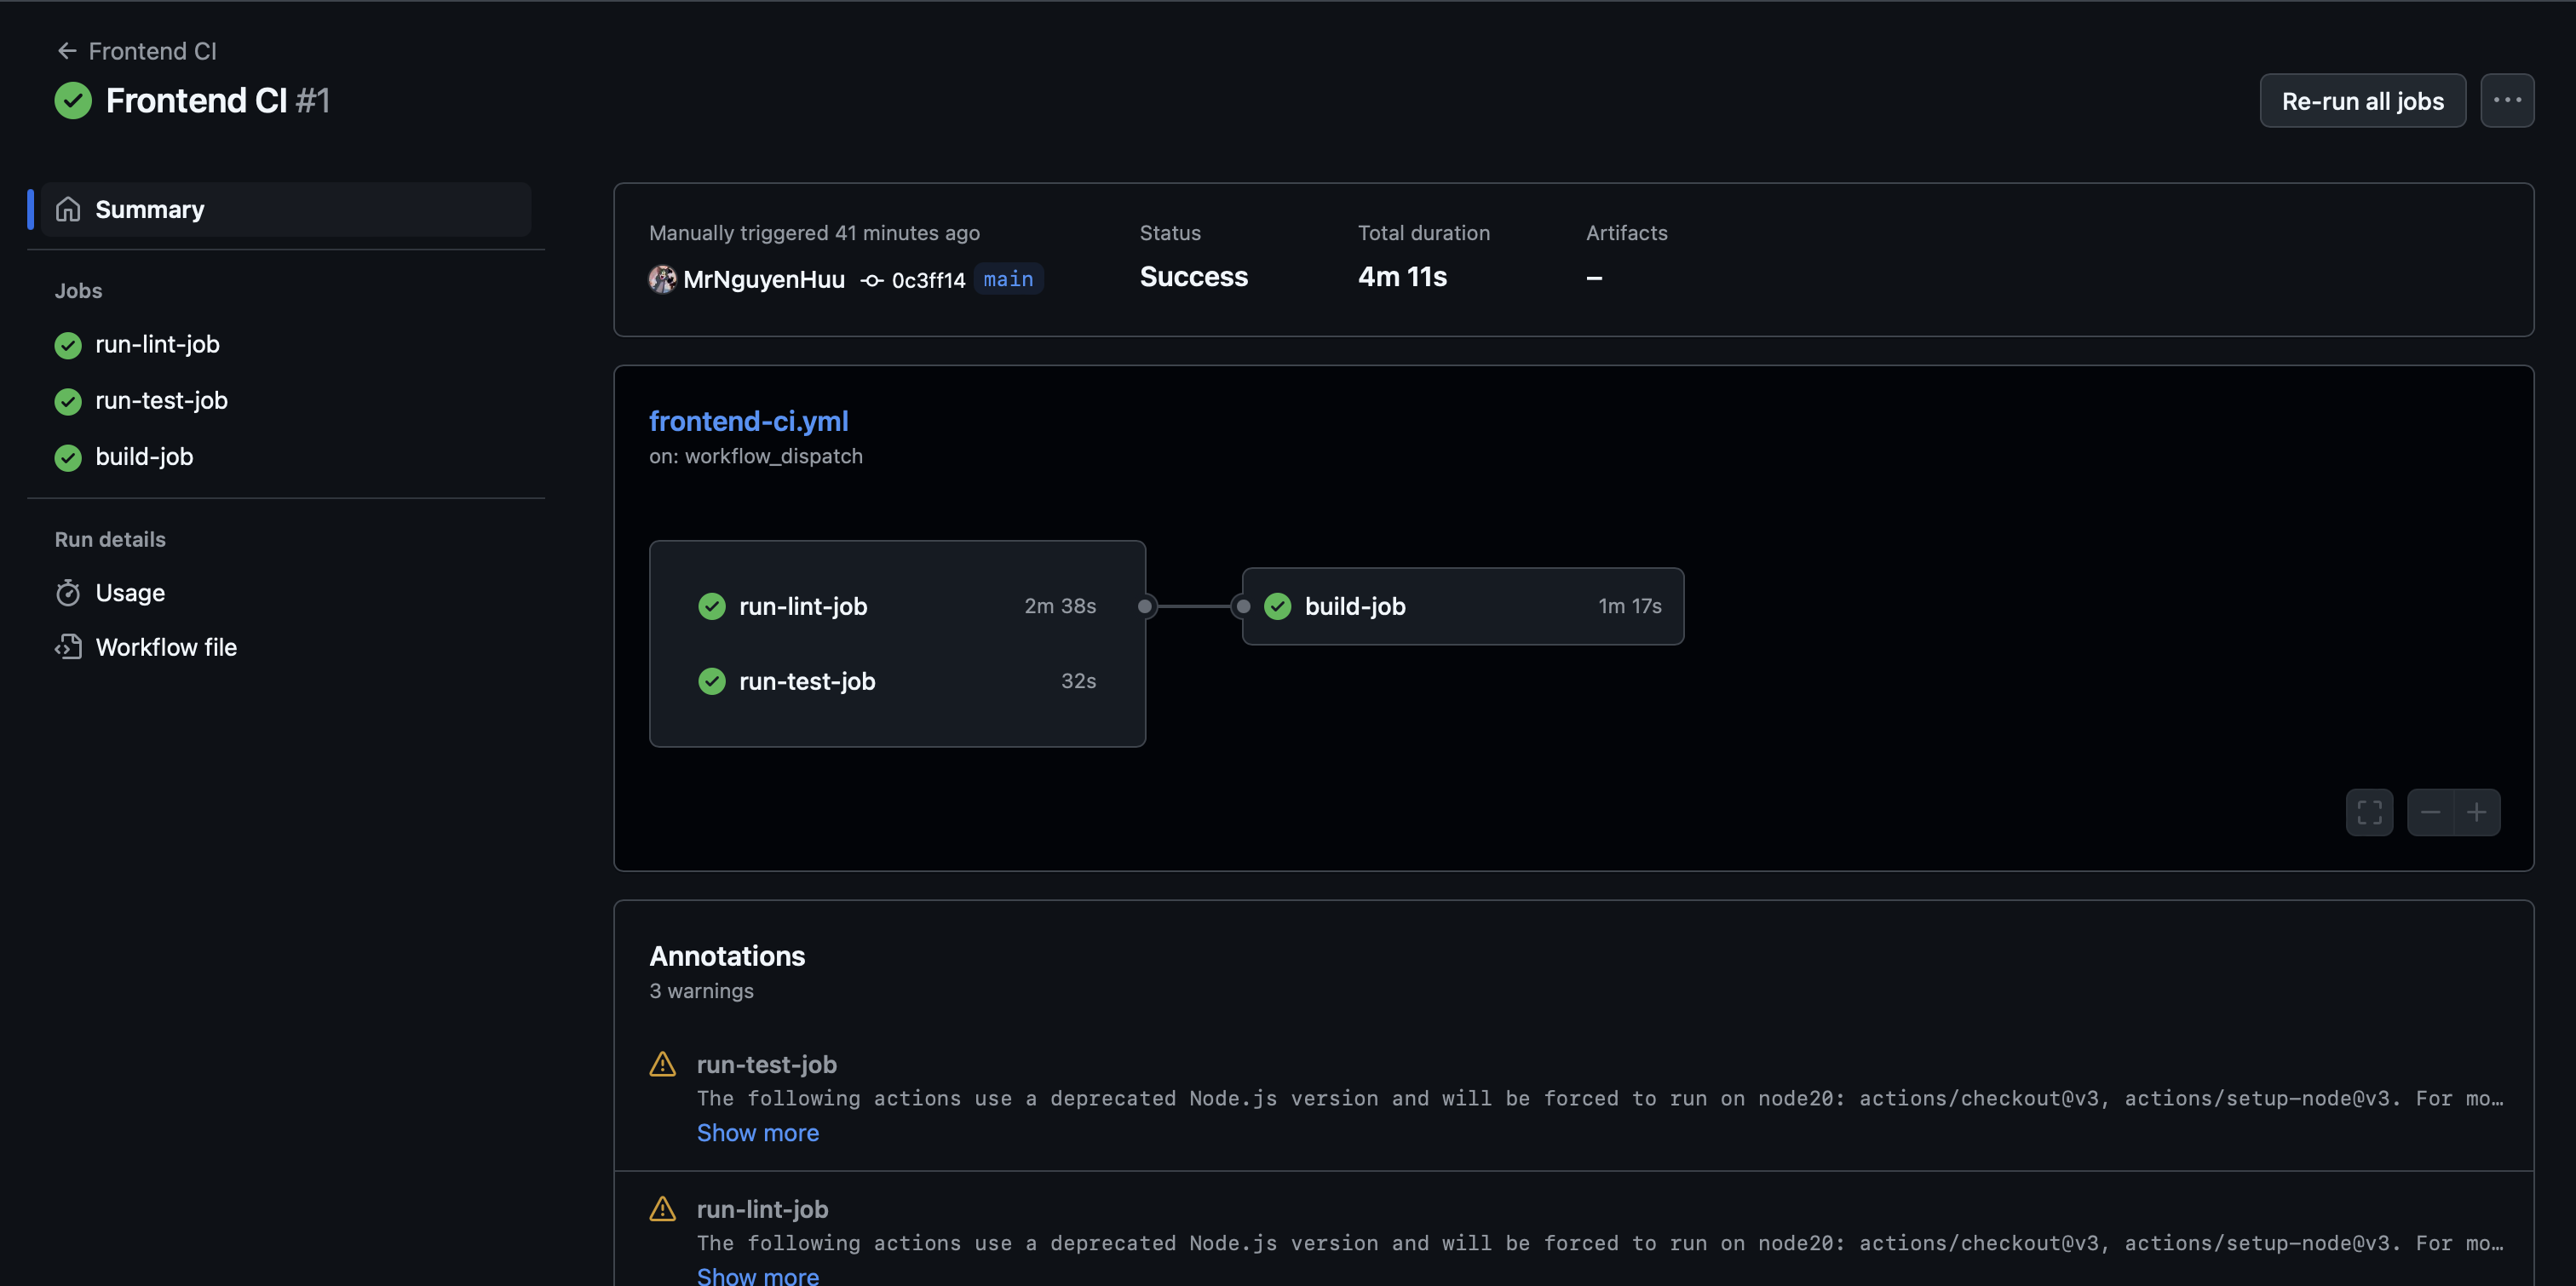 Frontend CI
Frontend CI #1
Re-run all jobs
Summary
Jobs
run-lint-job
run-test-job
build-job
Run details
Usage
Workflow file
Manually triggered 41 minutes ago
MrNguyenHuu 0c3ff14 main
Status
Success
Total duration
4m 11s
Artifacts
–
frontend-ci.yml
on: workflow_dispatch
run-lint-job 2m 38s
run-test-job 32s
build-job 1m 17s
Annotations
3 warnings
run-test-job
The following actions use a deprecated Node.js version and will be forced to run on node20: actions/checkout@v3, actions/setup-node@v3. For mo…
Show more
run-lint-job
The following actions use a deprecated Node.js version and will be forced to run on node20: actions/checkout@v3, actions/setup-node@v3. For mo…
Show more